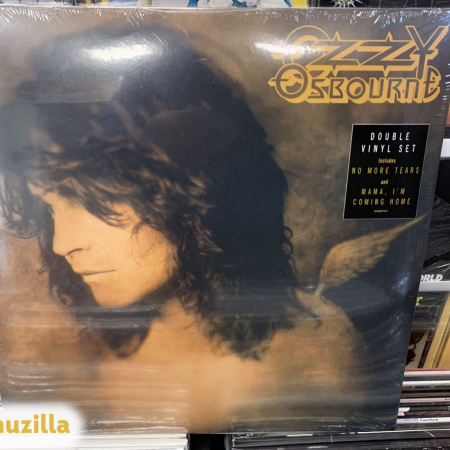 OZZY
OSBOURNE
DOUBLE
VINYL SET
Includes
NO MORE TEARS
and
MAMA, I'M
COMING HOME
uzilla